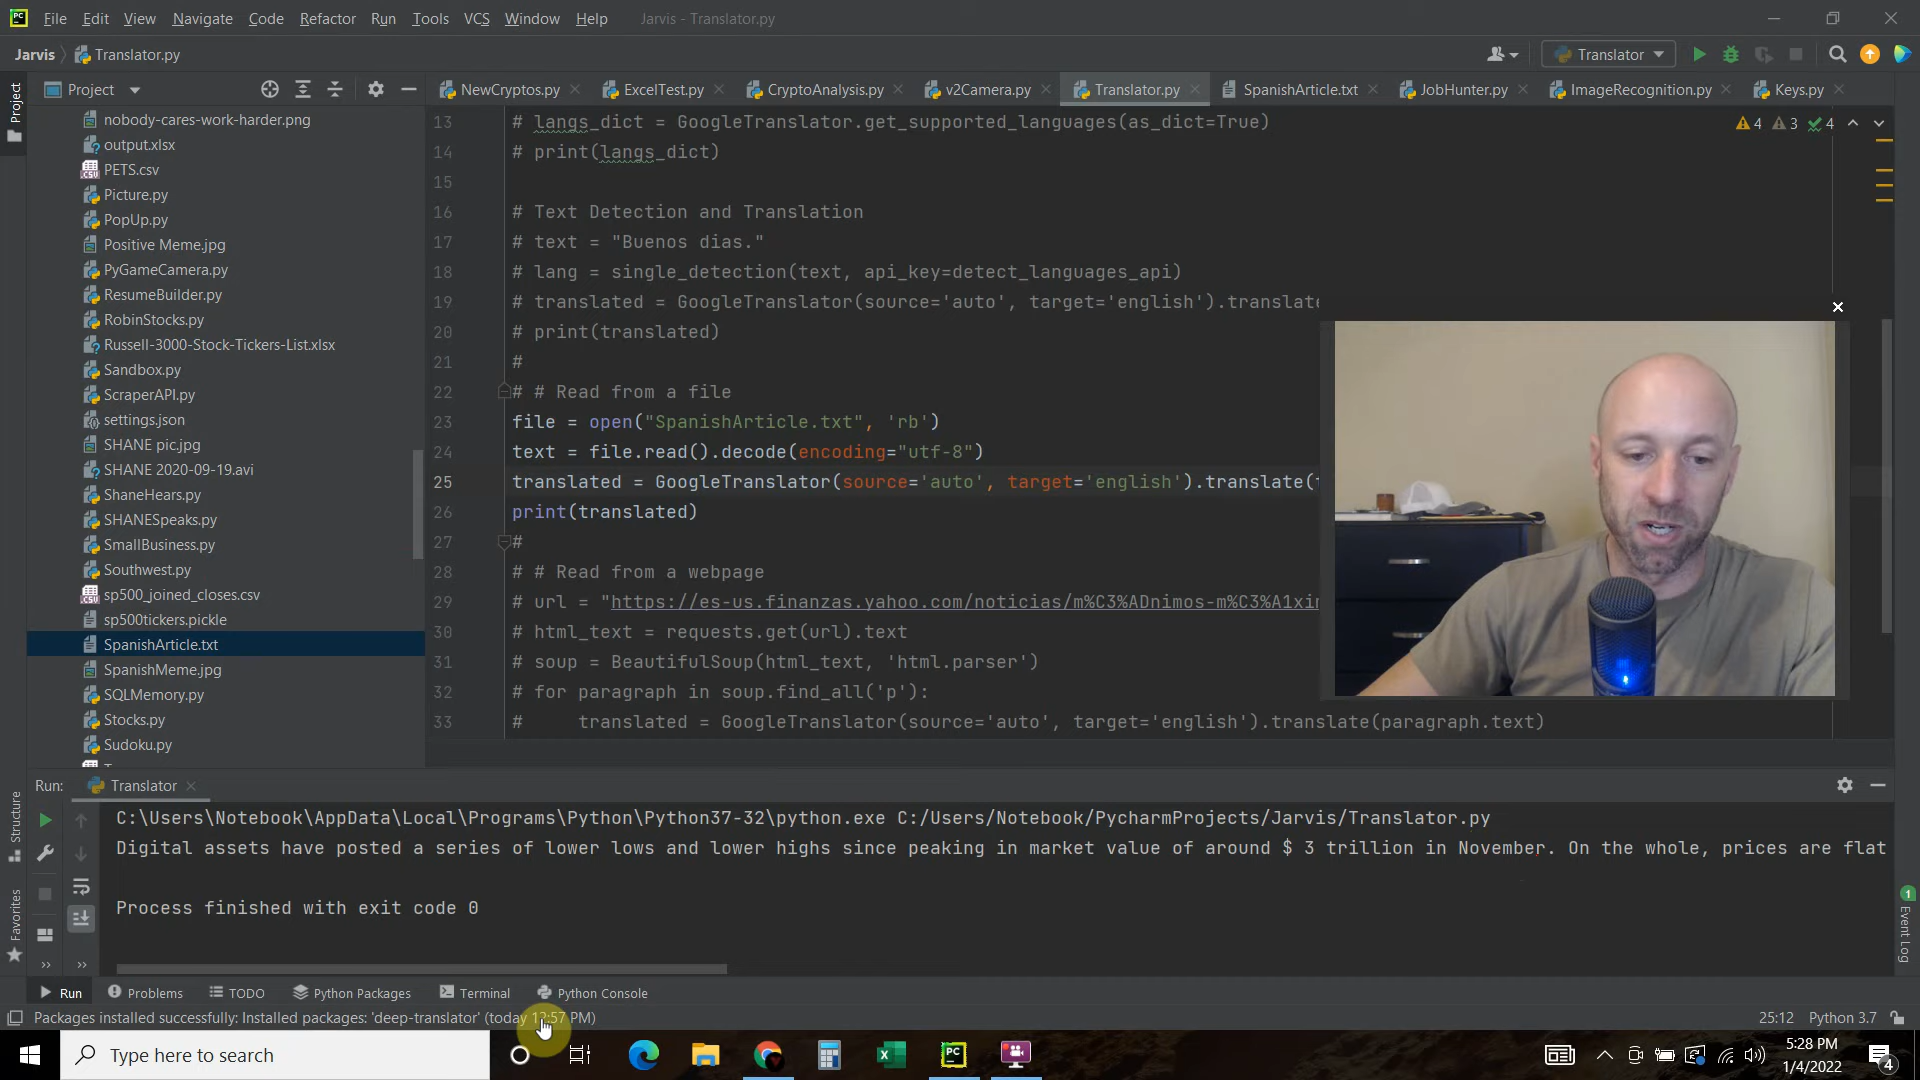 File Edit View Navigate Code Refactor Run Tools VCS Window Help Jarvis - Translator.py
Jarvis Translator.py Translator
Project
NewCryptos.py ExcelTest.py CryptoAnalysis.py v2Camera.py Translator.py SpanishArticle.txt JobHunter.py ImageRecognition.py Keys.py
Project
Structure
Favorites
nobody-cares-work-harder.png
output.xlsx
PETS.csv
Picture.py
PopUp.py
Positive Meme.jpg
PyGameCamera.py
ResumeBuilder.py
RobinStocks.py
Russell-3000-Stock-Tickers-List.xlsx
Sandbox.py
ScraperAPI.py
settings.json
SHANE pic.jpg
SHANE 2020-09-19.avi
ShaneHears.py
SHANESpeaks.py
SmallBusiness.py
Southwest.py
sp500_joined_closes.csv
sp500tickers.pickle
SpanishArticle.txt
SpanishMeme.jpg
SQLMemory.py
Stocks.py
Sudoku.py
4 3 4
13 # langs_dict = GoogleTranslator.get_supported_languages(as_dict=True)
14 # print(langs_dict)
15
16 # Text Detection and Translation
17 # text = "Buenos dias."
18 # lang = single_detection(text, api_key=detect_languages_api)
19 # translated = GoogleTranslator(source='auto', target='english').translate
20 # print(translated)
21 #
22 # # Read from a file
23 file = open("SpanishArticle.txt", 'rb')
24 text = file.read().decode(encoding="utf-8")
25 translated = GoogleTranslator(source='auto', target='english').translate(
26 print(translated)
27 #
28 # # Read from a webpage
29 # url = "https://es-us.finanzas.yahoo.com/noticias/m%C3%ADnimos-m%C3%A1xi
30 # html_text = requests.get(url).text
31 # soup = BeautifulSoup(html_text, 'html.parser')
32 # for paragraph in soup.find_all('p'):
33 # translated = GoogleTranslator(source='auto', target='english').translate(paragraph.text)
Run: Translator
C:\Users\Notebook\AppData\Local\Programs\Python\Python37-32\python.exe C:/Users/Notebook/PycharmProjects/Jarvis/Translator.py
Digital assets have posted a series of lower lows and lower highs since peaking in market value of around $ 3 trillion in November. On the whole, prices are flat
Process finished with exit code 0
1 Event Log
Run Problems TODO Python Packages Terminal Python Console
Packages installed successfully: Installed packages: 'deep-translator' (today 12:57 PM)
25:12 Python 3.7
Type here to search
5:28 PM
1/4/2022
4